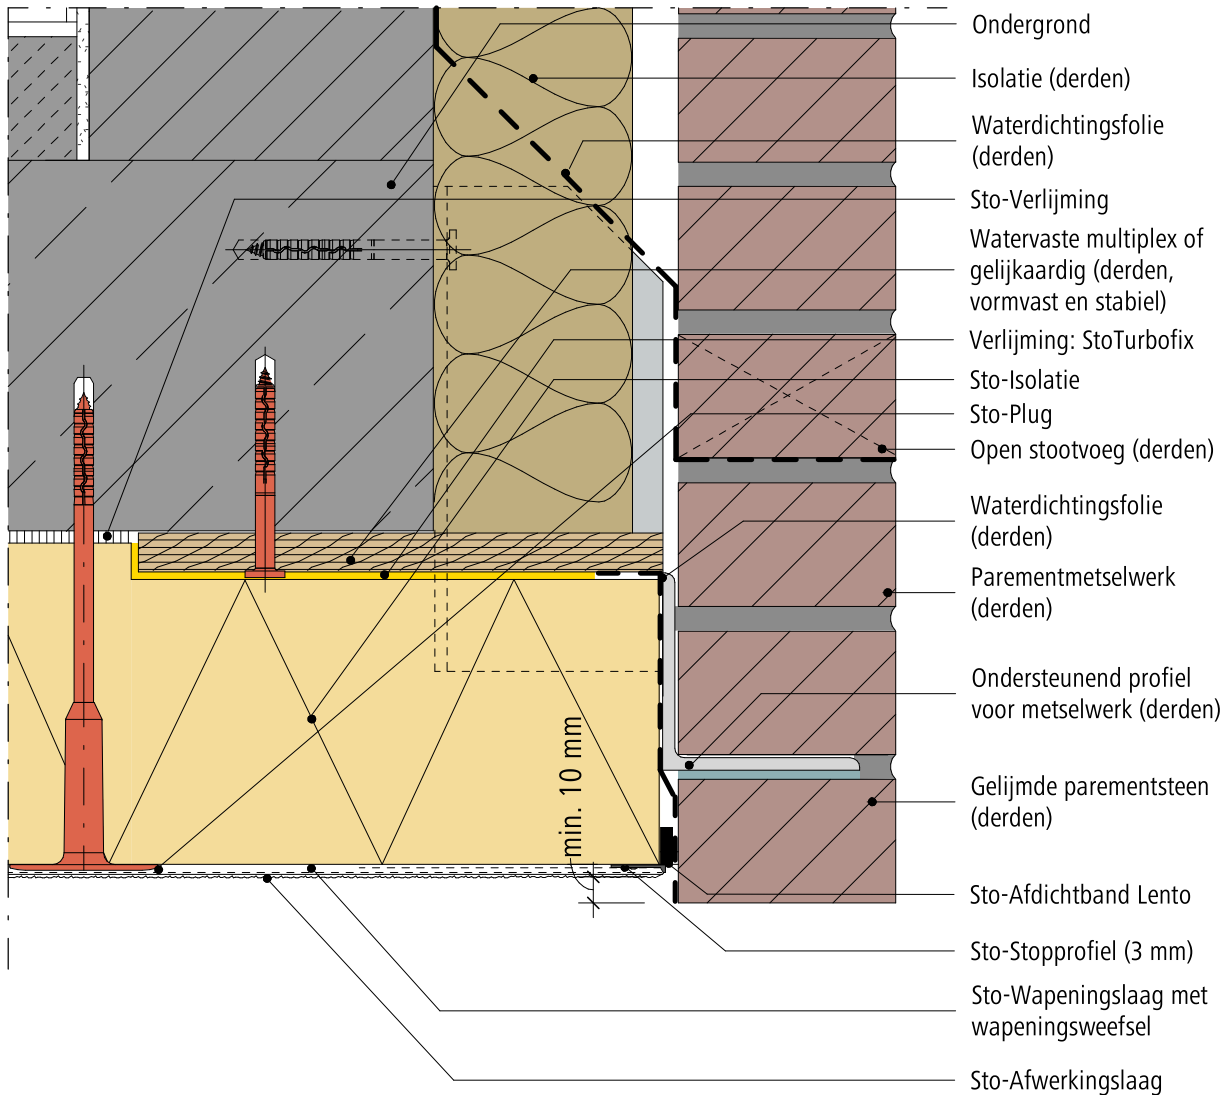 Ondergrond
Isolatie (derden)
Waterdichtingsfolie
(derden)
Sto-Verlijming
Watervaste multiplex of
gelijkaardig (derden,
vormvast en stabiel)
Verlijming: StoTurbofix
Sto-Isolatie
Sto-Plug
Open stootvoeg (derden)
Waterdichtingsfolie
(derden)
Parementmetselwerk
(derden)
Ondersteunend profiel
voor metselwerk (derden)
min. 10 mm
Gelijmde parementsteen
(derden)
Sto-Afdichtband Lento
Sto-Stopprofiel (3 mm)
Sto-Wapeningslaag met
wapeningsweefsel
Sto-Afwerkingslaag